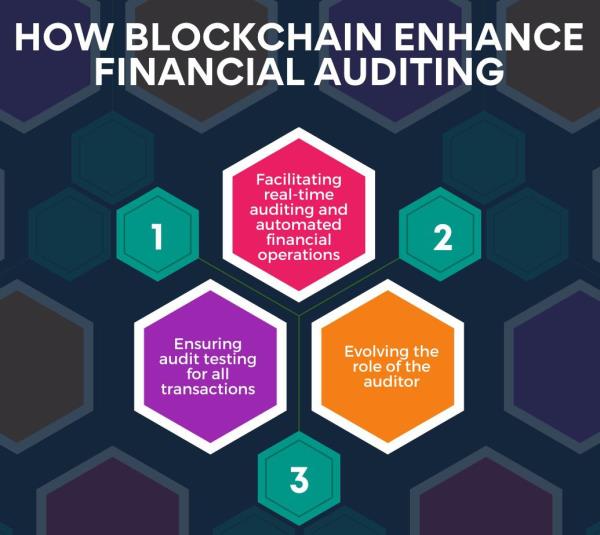 HOW BLOCKCHAIN ENHANCE
FINANCIAL AUDITING
Facilitating
real-time
auditing and
automated
financial
operations
1
2
Ensuring
audit testing
for all
transactions
Evolving the
role of the
auditor
3